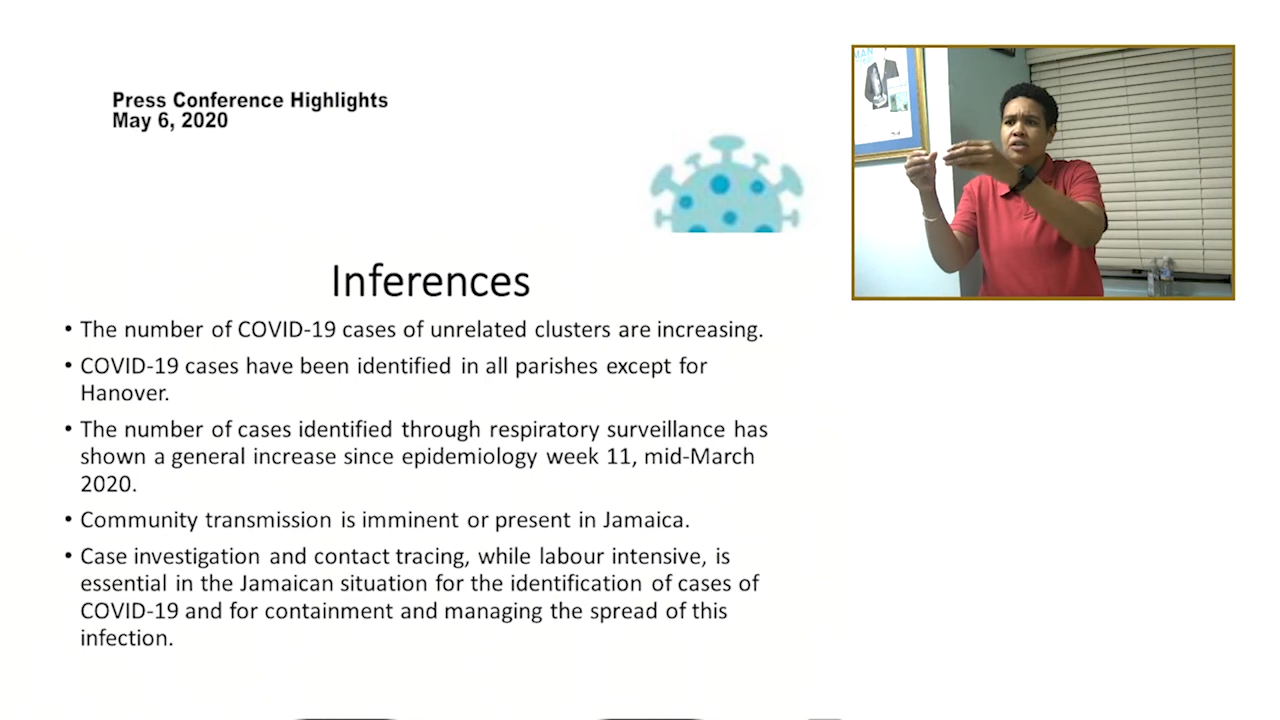 Press Conference Highlights
May 6, 2020
Inferences
• The number of COVID-19 cases of unrelated clusters are increasing.
• COVID-19 cases have been identified in all parishes except for
Hanover.
• The number of cases identified through respiratory surveillance has
shown a general increase since epidemiology week 11, mid-March
2020.
• Community transmission is imminent or present in Jamaica.
• Case investigation and contact tracing, while labour intensive, is
essential in the Jamaican situation for the identification of cases of
COVID-19 and for containment and managing the spread of this
infection.